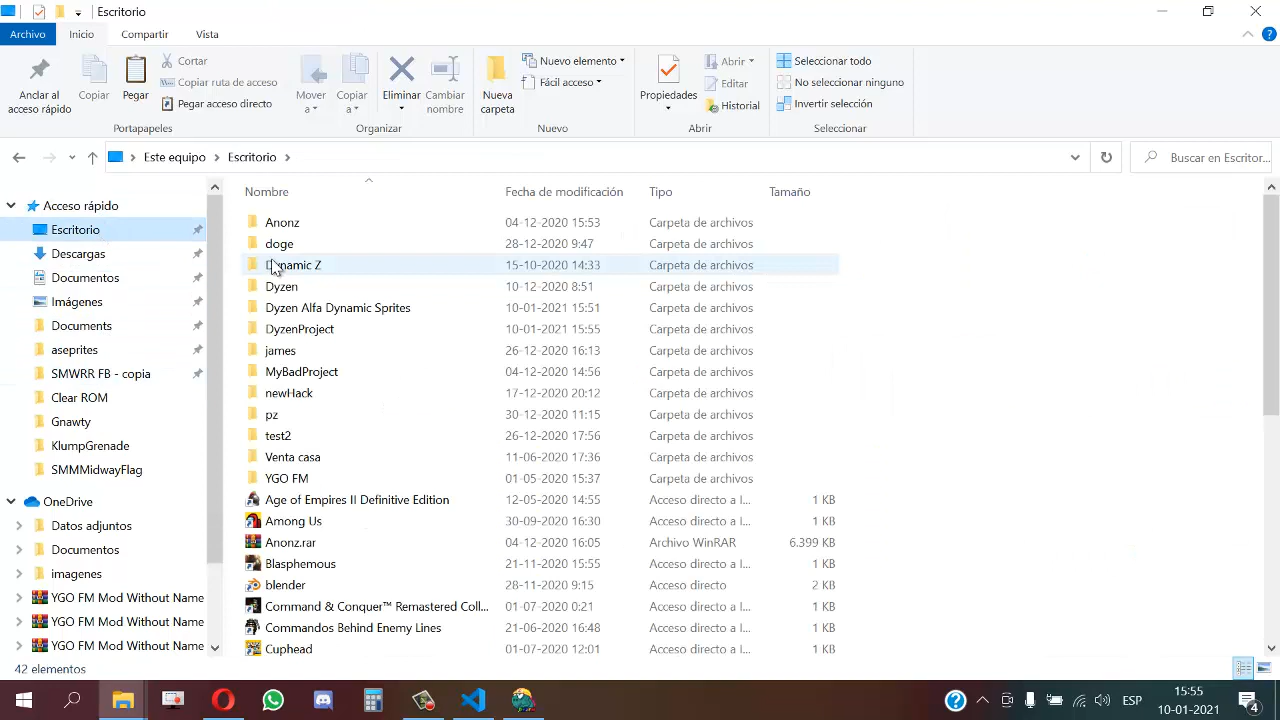 Escritorio
Archivo Inicio Compartir Vista
Andar al acceso rápido
Copiar
Pegar
Cortar
Copiar ruta de acceso
Pegar acceso directo
Portapapeles
Mover a
Copiar a
Eliminar
Cambiar nombre
Organizar
Nueva carpeta
Nuevo elemento
Fácil acceso
Nuevo
Propiedades
Abrir
Editar
Historial
Abrir
Seleccionar todo
No seleccionar ninguno
Invertir selección
Seleccionar
Este equipo > Escritorio >
Buscar en Escritor...
Acceso rápido
Escritorio
Descargas
Documentos
Imágenes
Documents
aseprites
SMWRR FB - copia
Clear ROM
Gnawty
KlumpGrenade
SMMMidwayFlag
OneDrive
Datos adjuntos
Documentos
imagenes
YGO FM Mod Without Name
YGO FM Mod Without Name
YGO FM Mod Without Name
Nombre Fecha de modificación Tipo Tamaño
Anonz 04-12-2020 15:53 Carpeta de archivos
doge 28-12-2020 9:47 Carpeta de archivos
Dynamic Z 15-10-2020 14:33 Carpeta de archivos
Dyzen 10-12-2020 8:51 Carpeta de archivos
Dyzen Alfa Dynamic Sprites 10-01-2021 15:51 Carpeta de archivos
DyzenProject 10-01-2021 15:55 Carpeta de archivos
james 26-12-2020 16:13 Carpeta de archivos
MyBadProject 04-12-2020 14:56 Carpeta de archivos
newHack 17-12-2020 20:12 Carpeta de archivos
pz 30-12-2020 11:15 Carpeta de archivos
test2 26-12-2020 17:56 Carpeta de archivos
Venta casa 11-06-2020 17:36 Carpeta de archivos
YGO FM 01-05-2020 15:37 Carpeta de archivos
Age of Empires II Definitive Edition 12-05-2020 14:55 Acceso directo a l... 1 KB
Among Us 30-09-2020 16:30 Acceso directo a l... 1 KB
Anonz.rar 04-12-2020 16:05 Archivo WinRAR 6.399 KB
Blasphemous 21-11-2020 15:55 Acceso directo a l... 1 KB
blender 28-11-2020 9:15 Acceso directo 2 KB
Command & Conquer™ Remastered Coll... 01-07-2020 0:21 Acceso directo a l... 1 KB
Commandos Behind Enemy Lines 21-06-2020 16:48 Acceso directo a l... 1 KB
Cuphead 01-07-2020 12:01 Acceso directo a l... 1 KB
42 elementos
ESP
15:55
10-01-2021
4